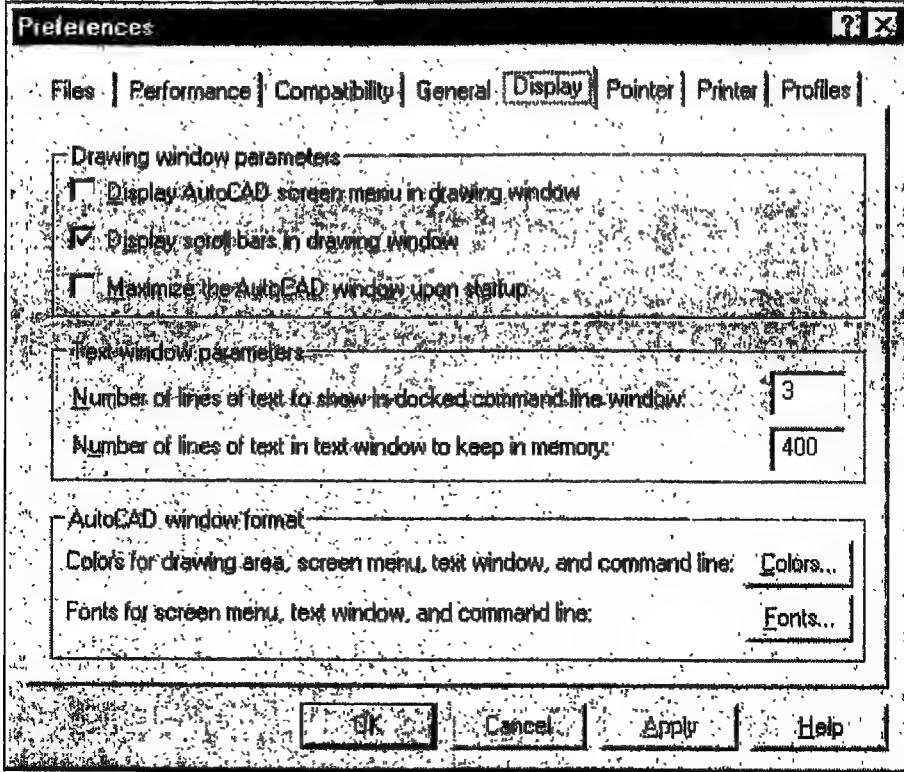 Preferences
Files Performance Compatibility General Display Pointer Printer Profiles
Drawing window parameters
Display AutoCAD screen menu in drawing window
Display scroll bars in drawing window
Maximize the AutoCAD window upon startup
Text window parameters
Number of lines of text to show in docked command line window: 3
Number of lines of text in text window to keep in memory: 400
AutoCAD window format
Colors for drawing area, screen menu, text window, and command line: Colors...
Fonts for screen menu, text window, and command line: Fonts...
OK Cancel Apply Help